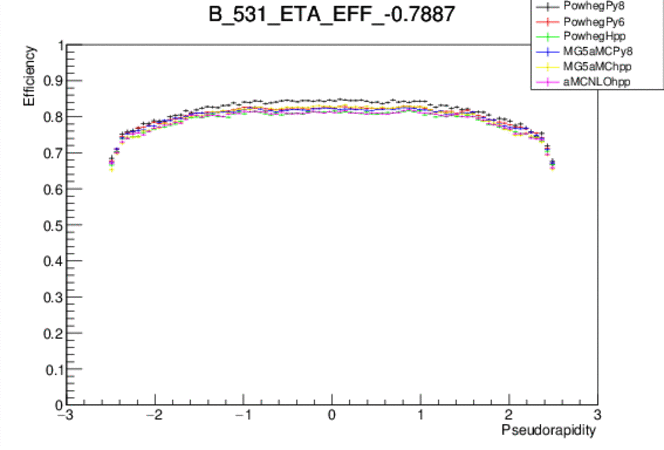 B_531_ETA_EFF_-0.7887
PowhegPy8
PowhegPy6
PowhegHpp
MG5aMCPy8
MG5aMChpp
aMCNLOhpp
Efficiency
1
0.9
0.8
0.7
0.6
0.5
0.4
0.3
0.2
0.1
0
−3 −2 −1 0 1 2 3
Pseudorapidity